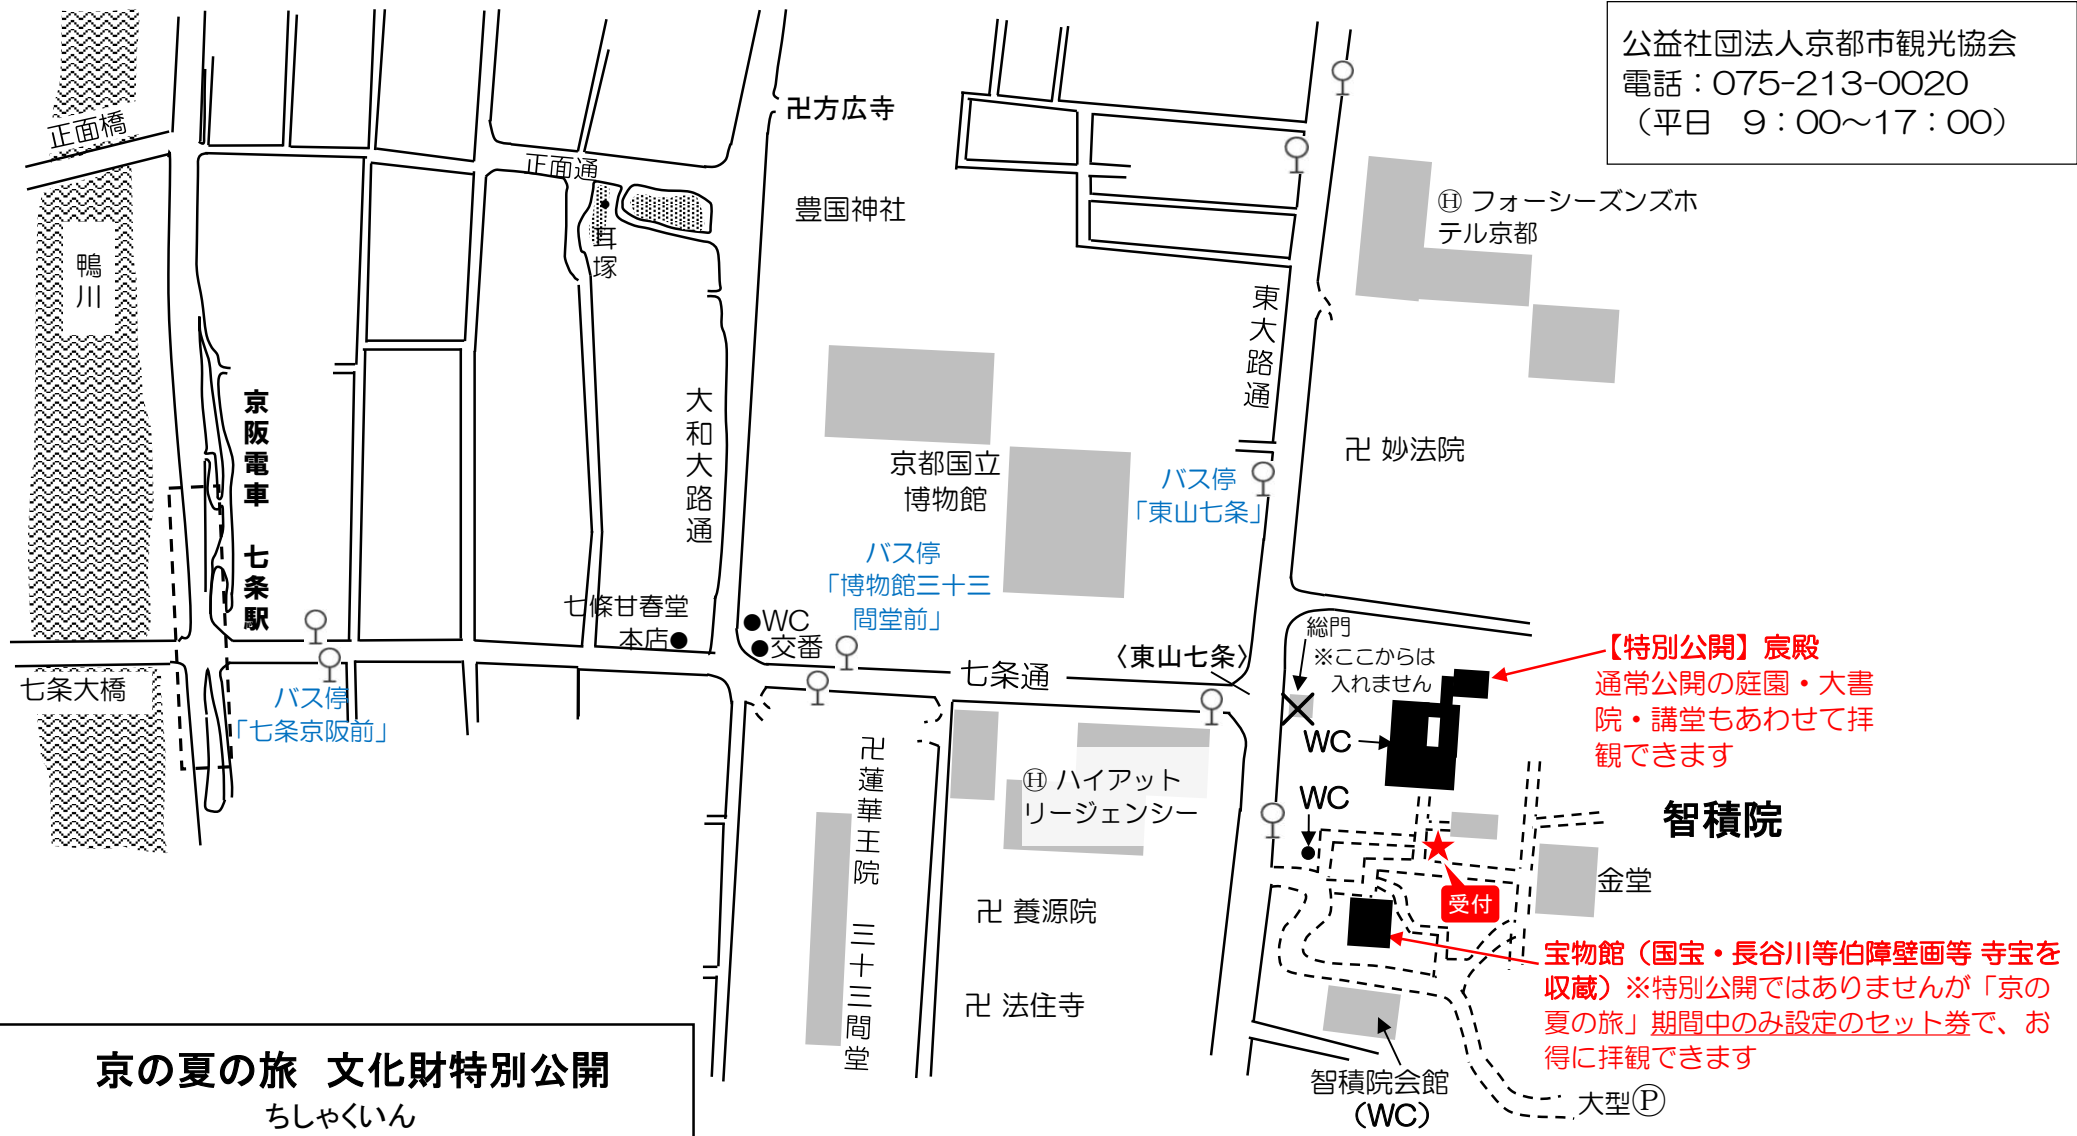 公益社団法人京都市観光協会
電話：075-213-0020
（平日　9：00～17：00）
正面橋
卍方広寺
正面通
豊国神社
Ⓗ フォーシーズンズホ
テル京都
耳塚
鴨川
東大路通
京阪電車　七条駅
大和大路通
卍 妙法院
京都国立
博物館
バス停
「東山七条」
バス停
「博物館三十三
間堂前」
七條甘春堂
本店●
●WC
●交番
総門
※ここからは
入れません
〈東山七条〉
七条通
【特別公開】宸殿
通常公開の庭園・大書
院・講堂もあわせて拝
観できます
七条大橋
バス停
「七条京阪前」
WC
卍蓮華王院　三十三間堂
Ⓗ ハイアット
リージェンシー
WC
智積院
金堂
受付
卍 養源院
宝物館（国宝・長谷川等伯障壁画等 寺宝を
収蔵）※特別公開ではありませんが「京の
夏の旅」期間中のみ設定のセット券で、お
得に拝観できます
卍 法住寺
智積院会館
（WC）
大型Ⓟ
京の夏の旅　文化財特別公開
ちしゃくいん